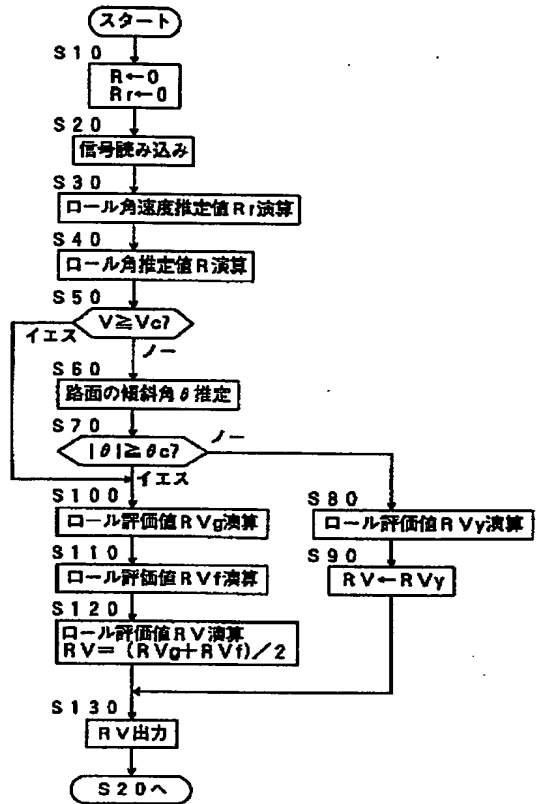 スタート
S10
R←0
Rr←0
S20
信号読み込み
S30
ロール角速度推定値Rr演算
S40
ロール角推定値R演算
S50
V≧Vc?
イエス
ノー
S60
路面の傾斜角θ推定
S70
|θ|≧θc?
ノー
イエス
S80
ロール評価値RVy演算
S90
RV←RVy
S100
ロール評価値RVg演算
S110
ロール評価値RVf演算
S120
ロール評価値RV演算
RV=(RVg+RVf)/2
S130
RV出力
S20へ